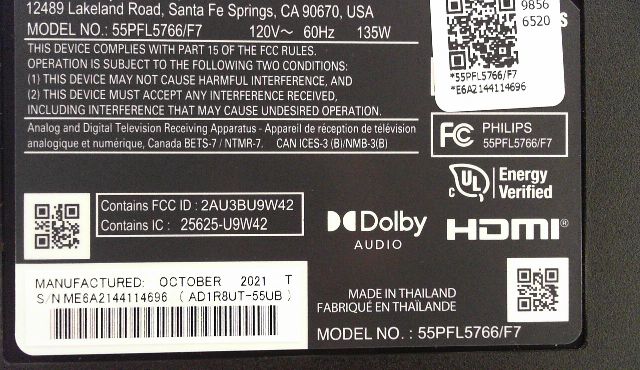 12489 Lakeland Road, Santa Fe Springs, CA 90670, USA
MODEL NO.: 55PFL5766/F7 120V～ 60Hz 135W
THIS DEVICE COMPLIES WITH PART 15 OF THE FCC RULES.
OPERATION IS SUBJECT TO THE FOLLOWING TWO CONDITIONS:
(1) THIS DEVICE MAY NOT CAUSE HARMFUL INTERFERENCE, AND
(2) THIS DEVICE MUST ACCEPT ANY INTERFERENCE RECEIVED,
INCLUDING INTERFERENCE THAT MAY CAUSE UNDESIRED OPERATION.
Analog and Digital Television Receiving Apparatus - Appareil de réception de télévision
analogique et numérique, Canada BETS-7 / NTMR-7. CAN ICES-3 (B)/NMB-3(B)
9856
6520
S
*55PFL5766/F7
*E6A2144114696
FC PHILIPS
55PFL5766/F7
c UL Energy
Verified
Contains FCC ID : 2AU3BU9W42
Contains IC : 25625-U9W42
Dolby
AUDIO
HDMI®
MANUFACTURED: OCTOBER 2021 T
S/N ME6A2144114696 ( AD1R8UT-55UB )
MADE IN THAILAND
FABRIQUÉ EN THAÏLANDE
MODEL NO. : 55PFL5766/F7